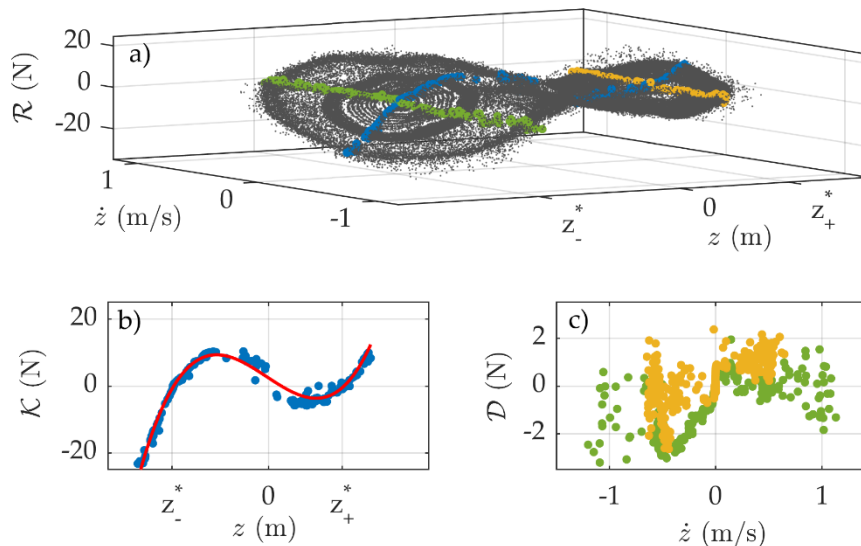 a)
20
0
-20
ℛ (N)
1
0
-1
ż (m/s)
z*₋
0
z*₊
z (m)
b)
20
0
-20
𝒦 (N)
z*₋
0
z*₊
z (m)
c)
2
0
-2
𝒟 (N)
-1
0
1
ż (m/s)